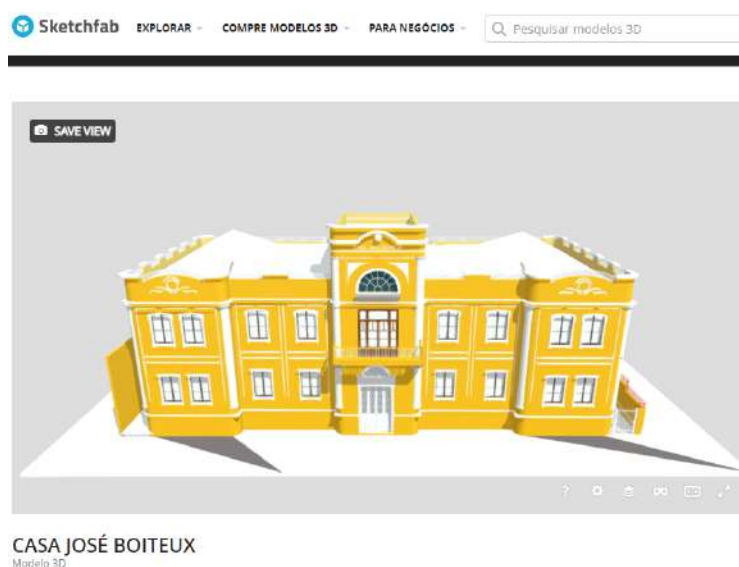 Sketchfab EXPLORAR COMPRE MODELOS 3D PARA NEGÓCIOS Pesquisar modelos 3D
SAVE VIEW
?
CASA JOSÉ BOITEUX
Modelo 3D